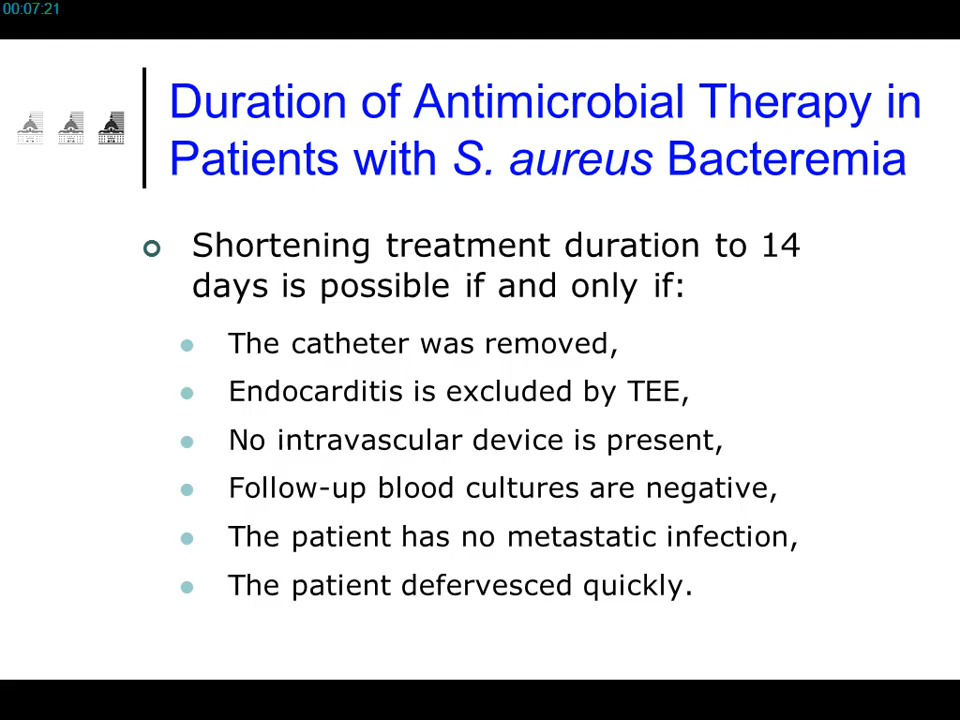 00:07:21
Duration of Antimicrobial Therapy in
Patients with S. aureus Bacteremia
Shortening treatment duration to 14
days is possible if and only if:
The catheter was removed,
Endocarditis is excluded by TEE,
No intravascular device is present,
Follow-up blood cultures are negative,
The patient has no metastatic infection,
The patient defervesced quickly.